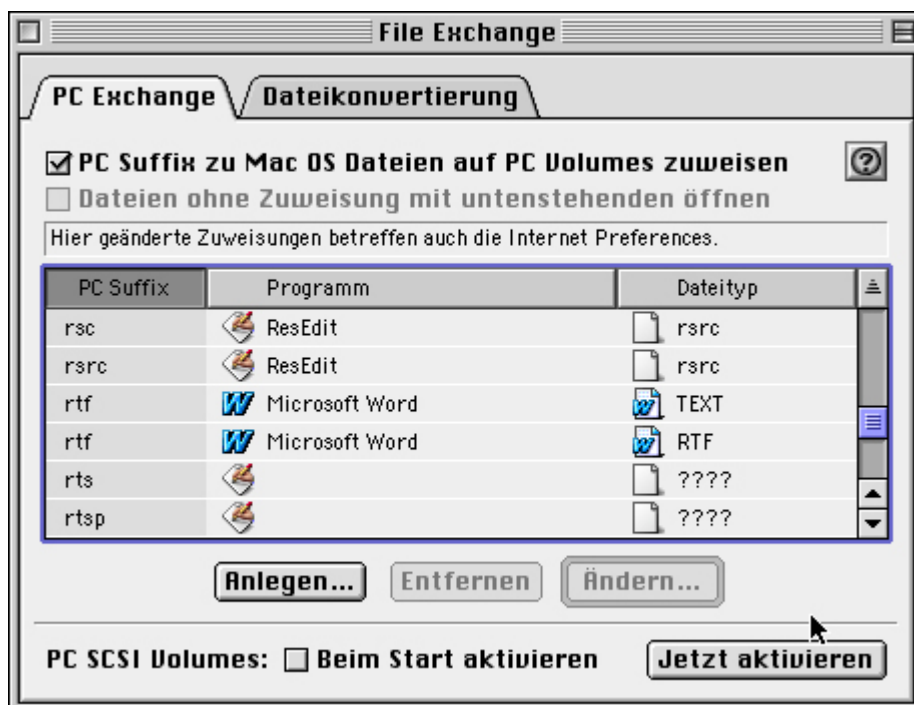 File Exchange
PC Exchange Dateikonvertierung
PC Suffix zu Mac OS Dateien auf PC Volumes zuweisen
Dateien ohne Zuweisung mit untenstehenden öffnen
Hier geänderte Zuweisungen betreffen auch die Internet Preferences.
PC Suffix Programm Dateityp
rsc ResEdit rsrc
rsrc ResEdit rsrc
rtf Microsoft Word TEXT
rtf Microsoft Word RTF
rts ????
rtsp ????
Anlegen... Entfernen Ändern...
PC SCSI Volumes: Beim Start aktivieren Jetzt aktivieren